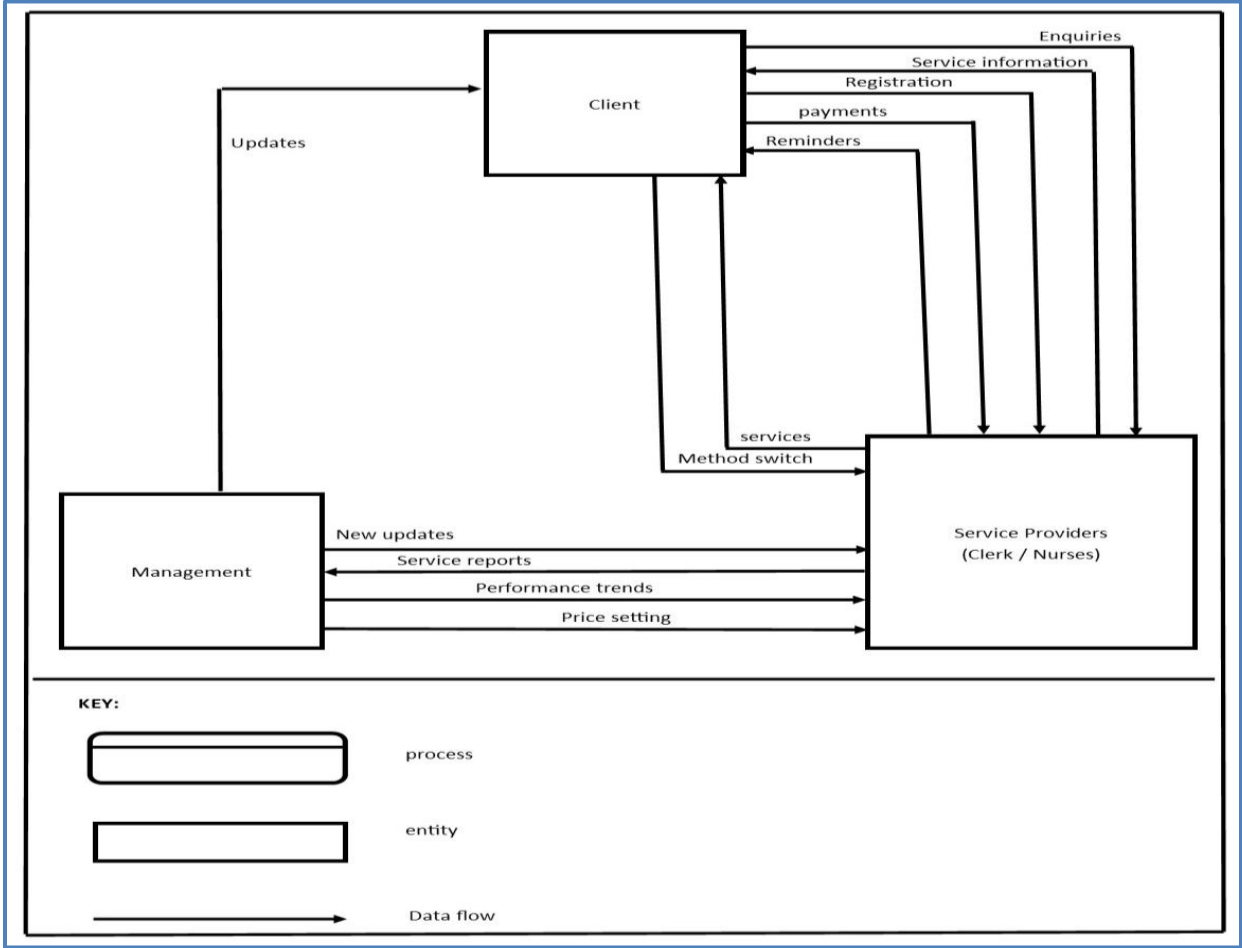 Enquiries
Service information
Registration
payments
Reminders
Client
Updates
services
Method switch
New updates
Service reports
Performance trends
Price setting
Management
Service Providers
(Clerk / Nurses)
KEY:
process
entity
Data flow